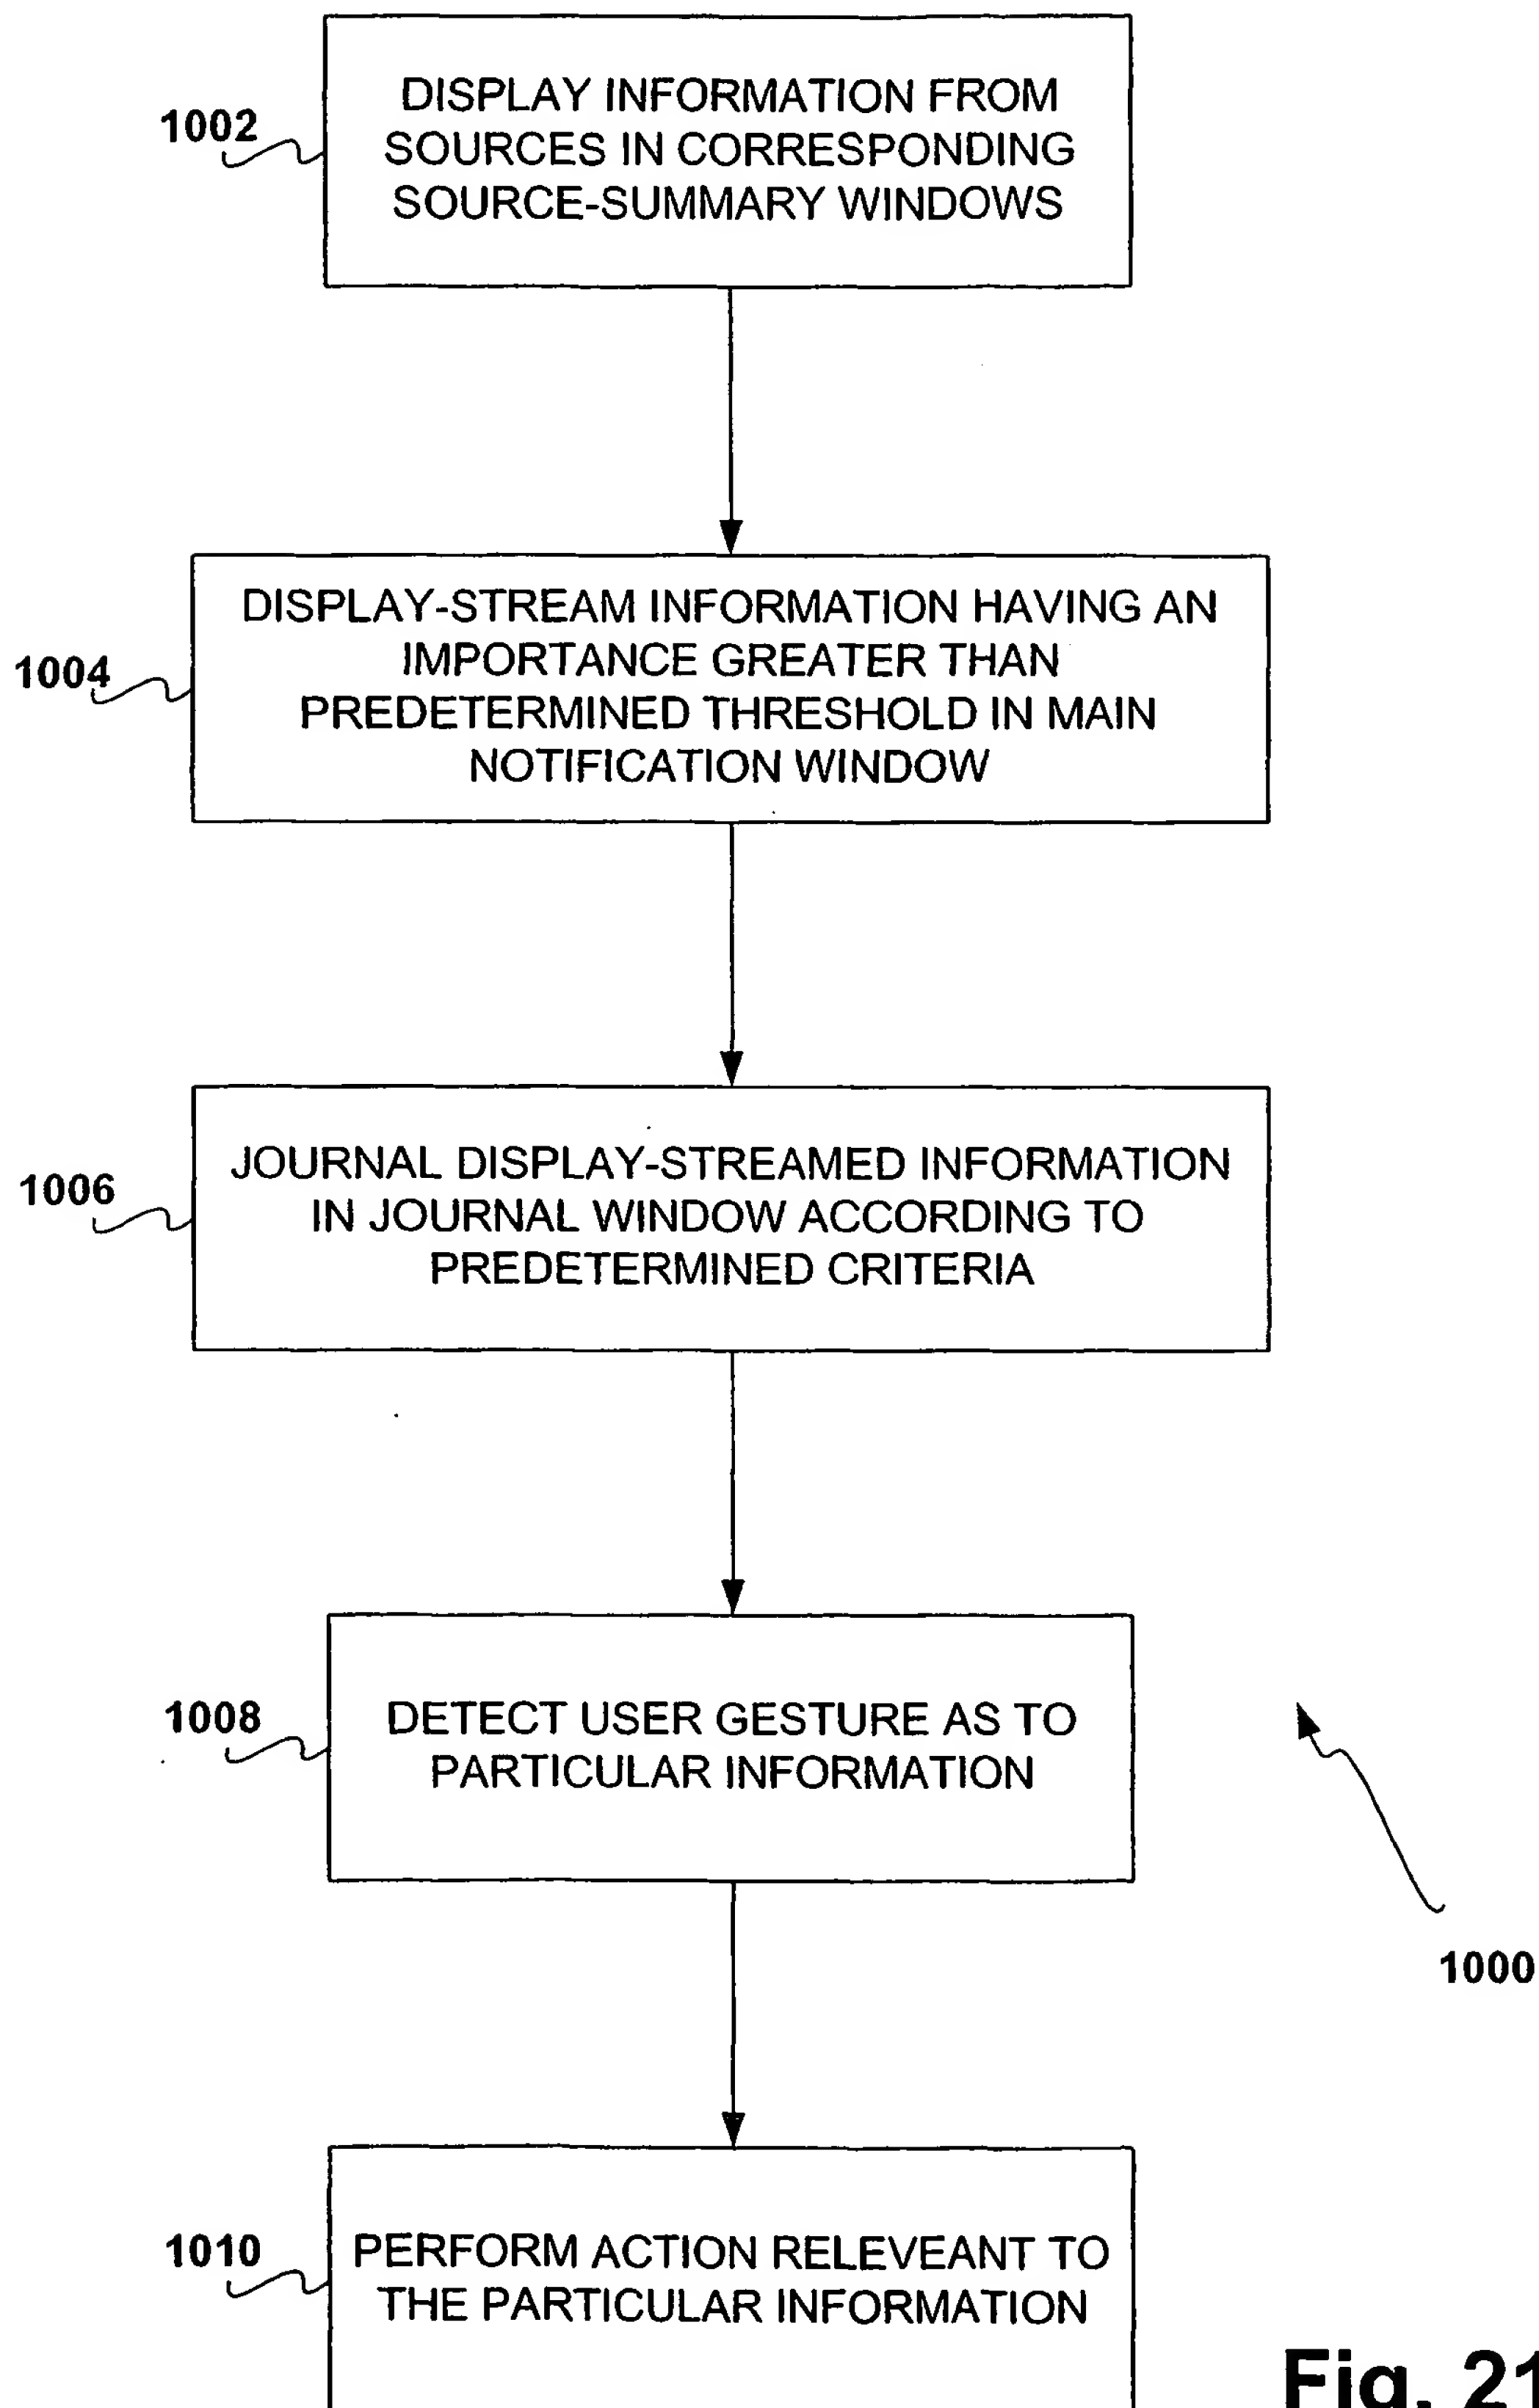 1002
DISPLAY INFORMATION FROM
SOURCES IN CORRESPONDING
SOURCE-SUMMARY WINDOWS
1004
DISPLAY-STREAM INFORMATION HAVING AN
IMPORTANCE GREATER THAN
PREDETERMINED THRESHOLD IN MAIN
NOTIFICATION WINDOW
1006
JOURNAL DISPLAY-STREAMED INFORMATION
IN JOURNAL WINDOW ACCORDING TO
PREDETERMINED CRITERIA
1008
DETECT USER GESTURE AS TO
PARTICULAR INFORMATION
1000
1010
PERFORM ACTION RELEVEANT TO
THE PARTICULAR INFORMATION
Fig. 21